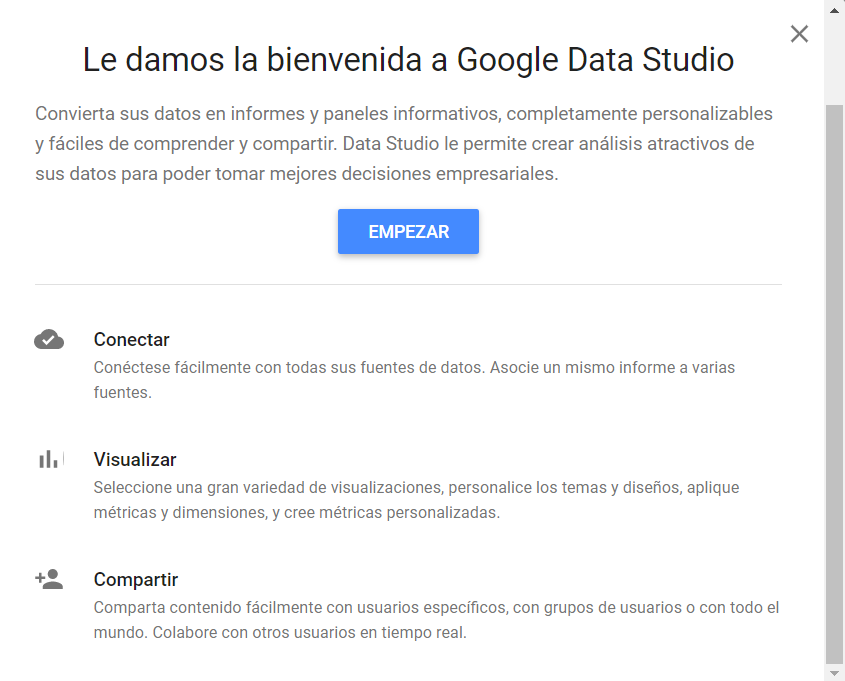 Le damos la bienvenida a Google Data Studio
Convierta sus datos en informes y paneles informativos, completamente personalizables
y fáciles de comprender y compartir. Data Studio le permite crear análisis atractivos de
sus datos para poder tomar mejores decisiones empresariales.
EMPEZAR
Conectar
Conéctese fácilmente con todas sus fuentes de datos. Asocie un mismo informe a varias
fuentes.
Visualizar
Seleccione una gran variedad de visualizaciones, personalice los temas y diseños, aplique
métricas y dimensiones, y cree métricas personalizadas.
Compartir
Comparta contenido fácilmente con usuarios específicos, con grupos de usuarios o con todo el
mundo. Colabore con otros usuarios en tiempo real.